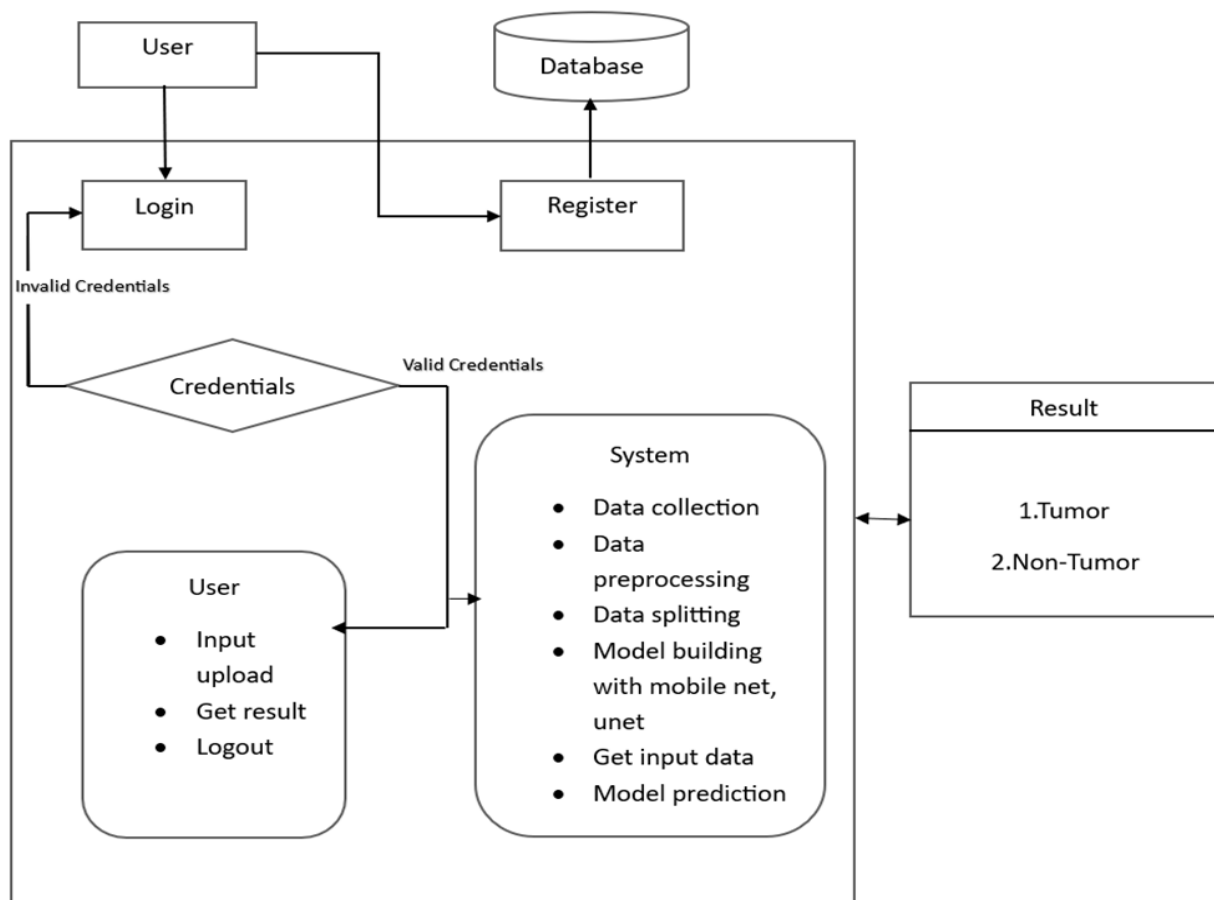 User
Database
Login
Register
Invalid Credentials
Credentials
Valid Credentials
System
• Data collection
• Data
preprocessing
• Data splitting
• Model building
with mobile net,
unet
• Get input data
• Model prediction
User
• Input
upload
• Get result
• Logout
Result
1.Tumor
2.Non-Tumor